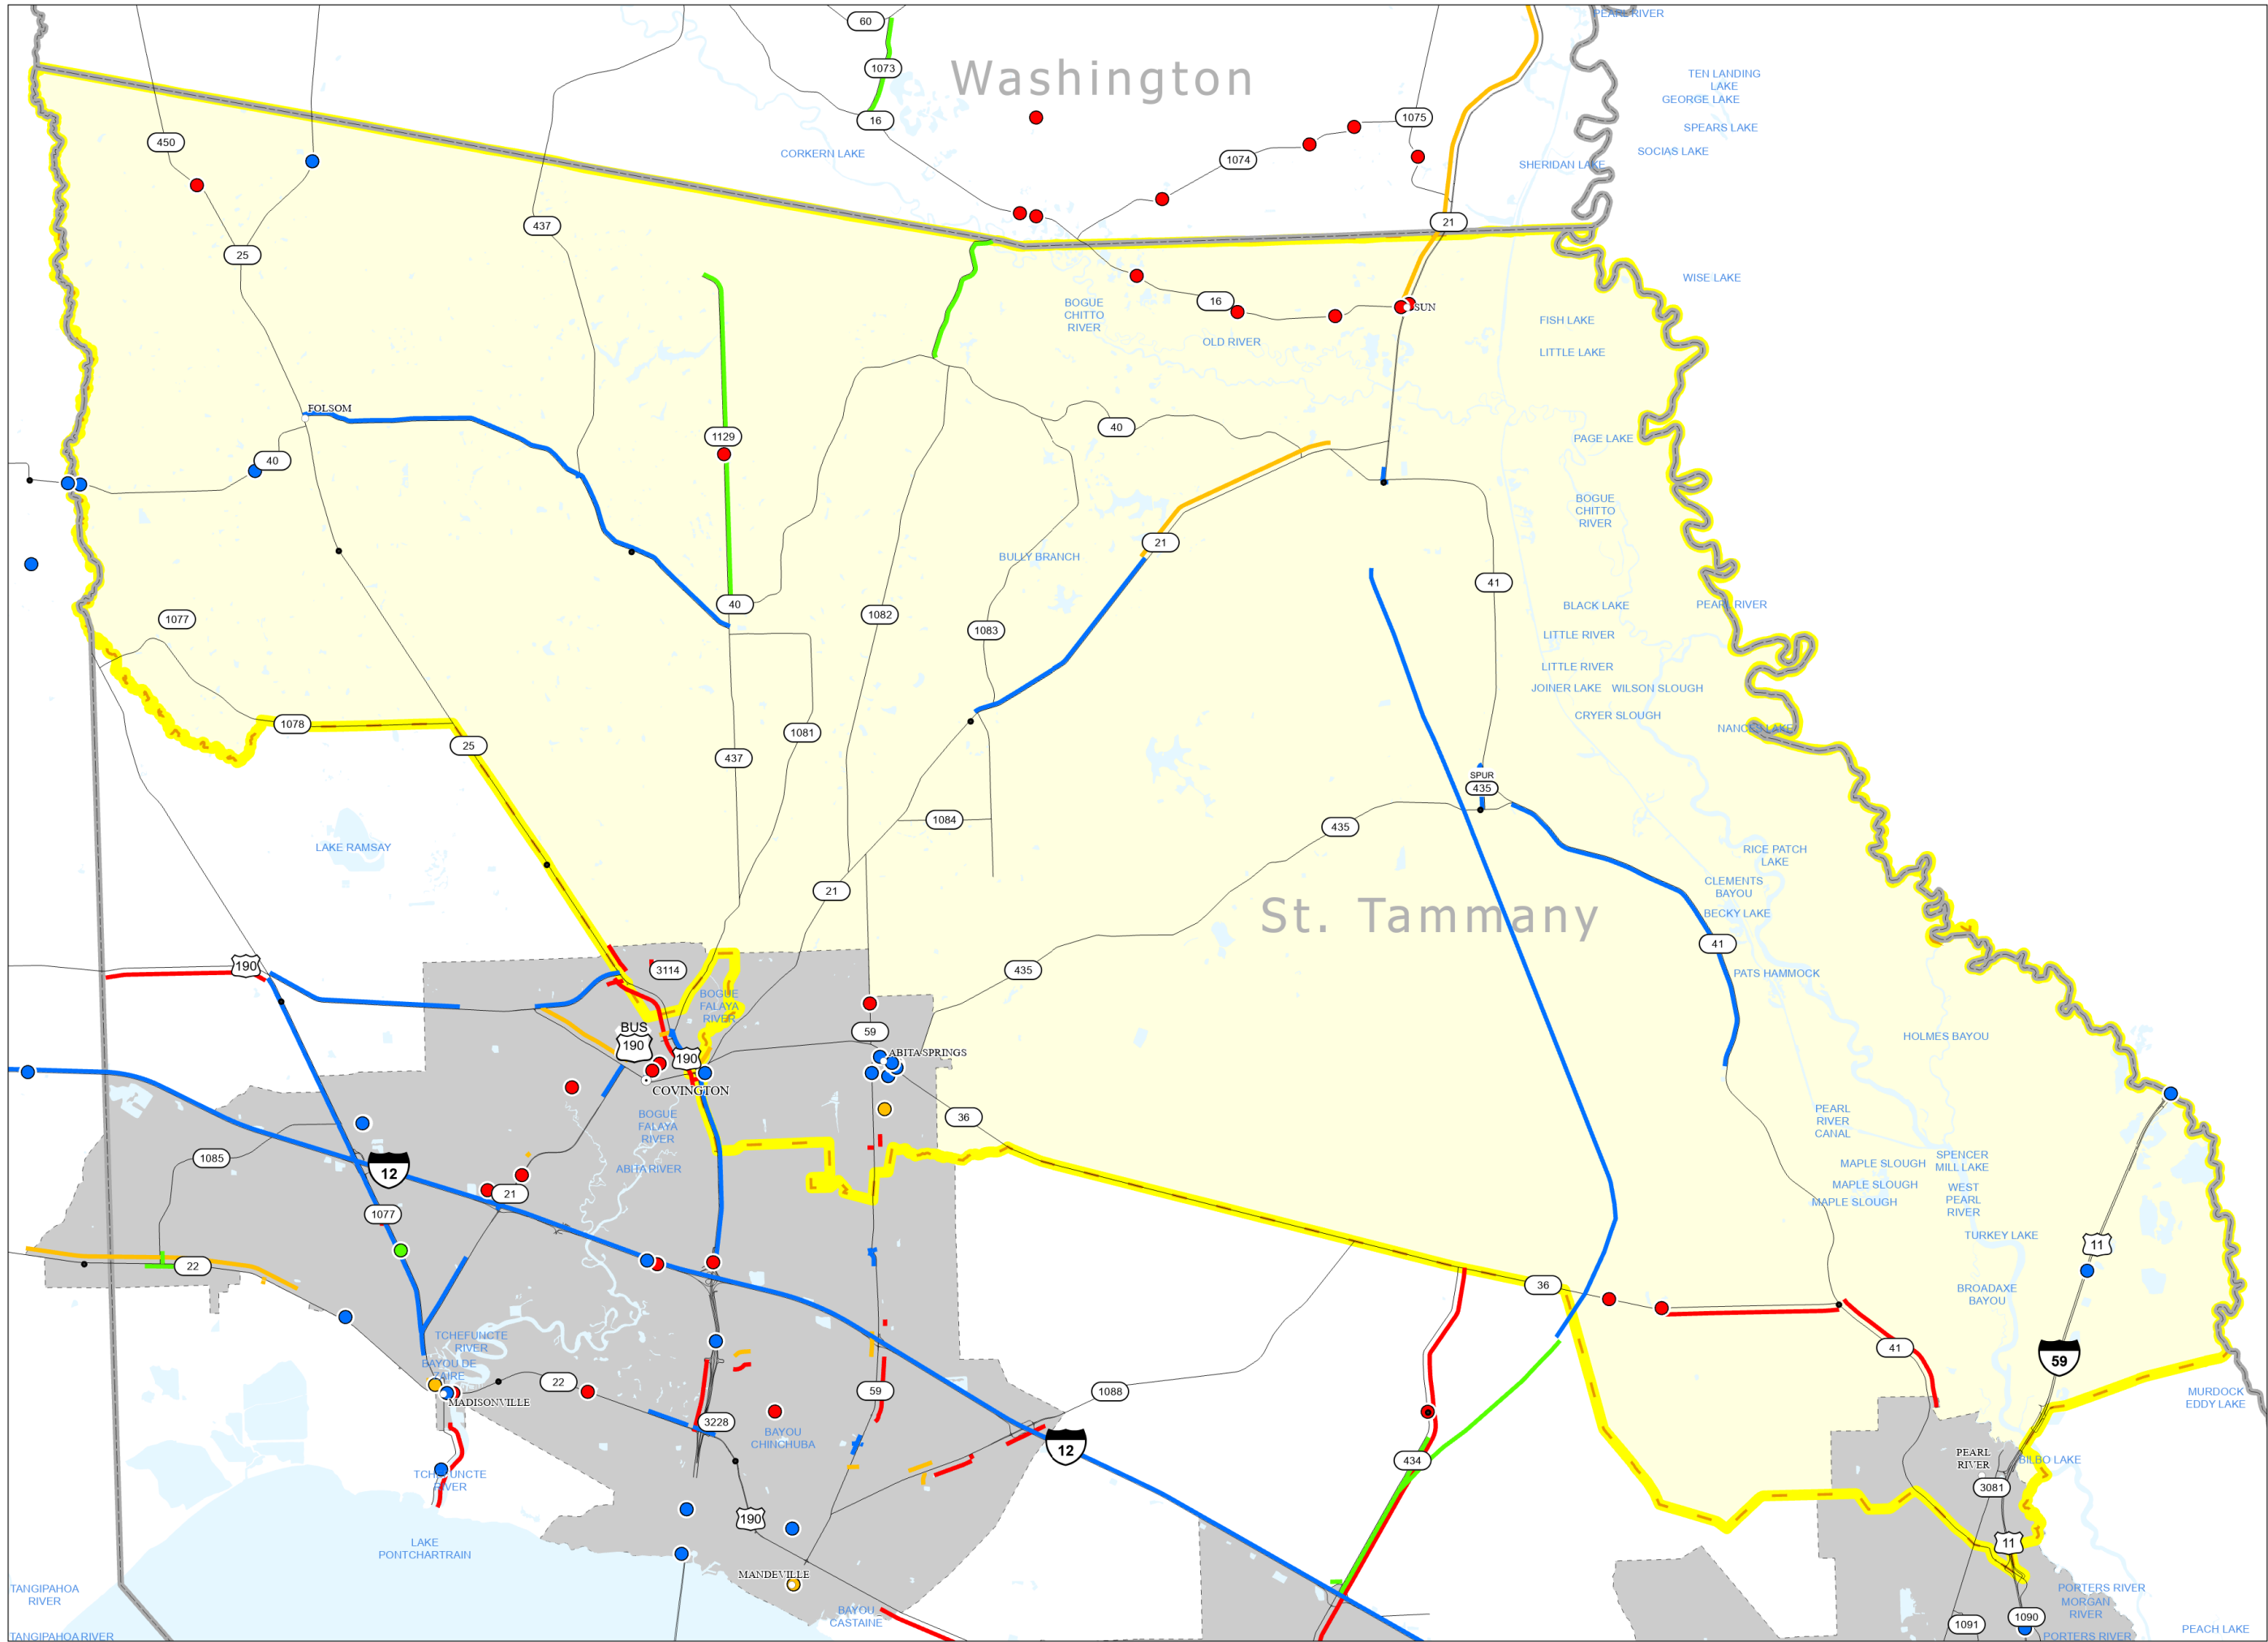 PEARL RIVER
60
Washington
1073
TEN LANDING
LAKE
GEORGE LAKE
16
1075
SPEARS LAKE
450
CORKERN LAKE
1074
SOCIAS LAKE
SHERIDAN LAKE
437
21
25
WISE LAKE
BOGUE
CHITTO
RIVER
16
SUN
FISH LAKE
OLD RIVER
LITTLE LAKE
FOLSOM
40
1129
PAGE LAKE
40
BOGUE
CHITTO
RIVER
21
BULLY BRANCH
41
40
BLACK LAKE
PEARL RIVER
1077
1082
1083
LITTLE RIVER
LITTLE RIVER
JOINER LAKE
WILSON SLOUGH
CRYER SLOUGH
1078
NANCES LAKE
1081
25
437
SPUR
435
1084
435
LAKE RAMSAY
RICE PATCH
LAKE
21
CLEMENTS
BAYOU
St. Tammany
BECKY LAKE
41
190
3114
435
PATS HAMMOCK
BOGUE
FALAYA
RIVER
BUS
190
59
HOLMES BAYOU
190
ABITA SPRINGS
COVINGTON
BOGUE
FALAYA
RIVER
36
PEARL
RIVER
CANAL
1085
12
ABITA RIVER
MAPLE SLOUGH
SPENCER
MILL LAKE
21
MAPLE SLOUGH
WEST
PEARL
RIVER
MAPLE SLOUGH
1077
TURKEY LAKE
11
22
36
BROADAXE
BAYOU
TCHEFUNCTE
RIVER
41
59
BAYOU DE
ZAIRE
22
59
1088
MADISONVILLE
MURDOCK
EDDY LAKE
3228
BAYOU
CHINCHUBA
12
434
PEARL
RIVER
BILBO LAKE
TCHEFUNCTE
RIVER
3081
190
11
LAKE
PONTCHARTRAIN
MANDEVILLE
TANGIPAHOA
RIVER
PORTERS RIVER
MORGAN
RIVER
BAYOU
CASTAINE
1091
1090
PEACH LAKE
TANGIPAHOA RIVER
PORTERS RIVER